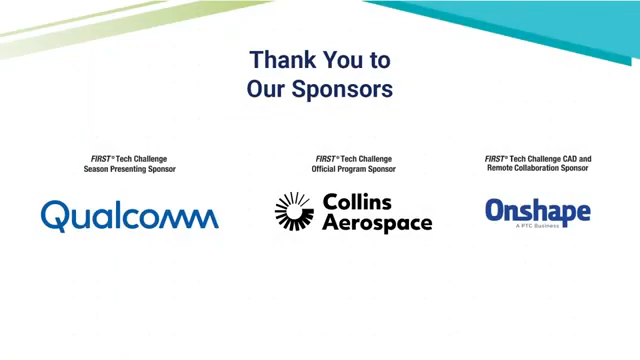 Thank You to
Our Sponsors
FIRST® Tech Challenge
Season Presenting Sponsor
Qualcomm
FIRST® Tech Challenge
Official Program Sponsor
Collins
Aerospace
FIRST® Tech Challenge CAD and
Remote Collaboration Sponsor
Onshape
A PTC Business